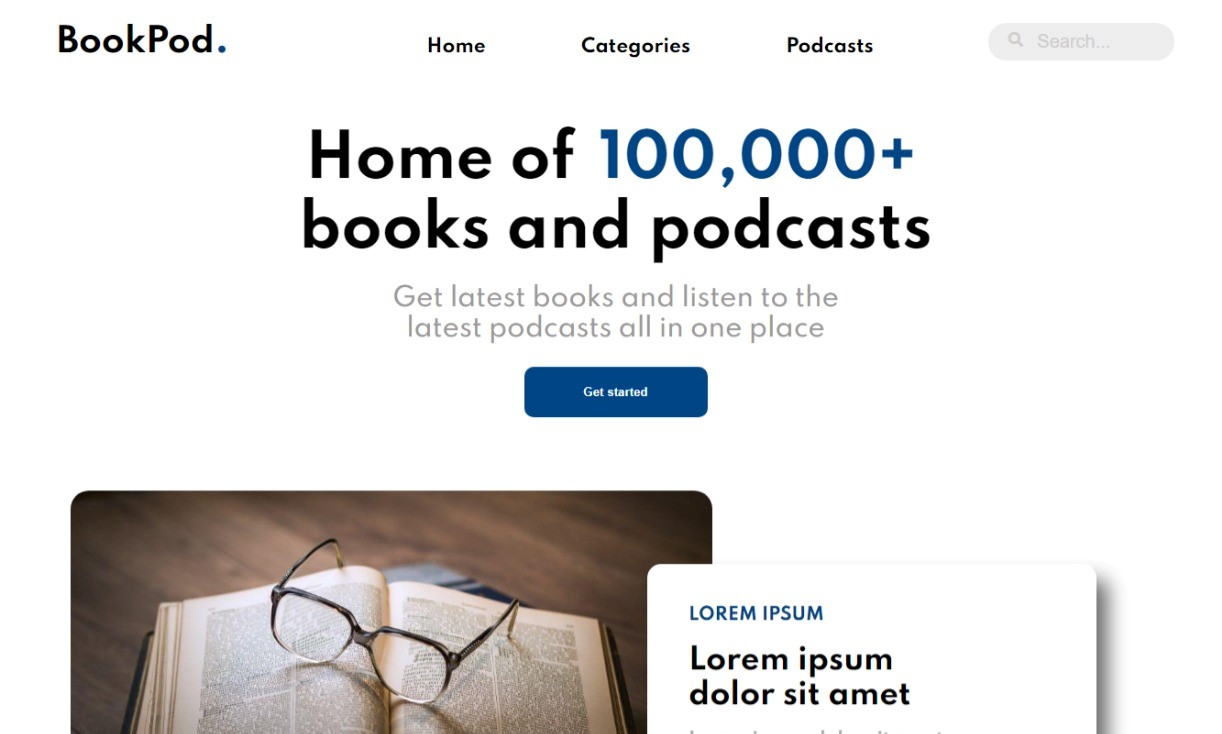 BookPod.
Home
Categories
Podcasts
Search...
Home of 100,000+
books and podcasts
Get latest books and listen to the
latest podcasts all in one place
Get started
LOREM IPSUM
Lorem ipsum
dolor sit amet